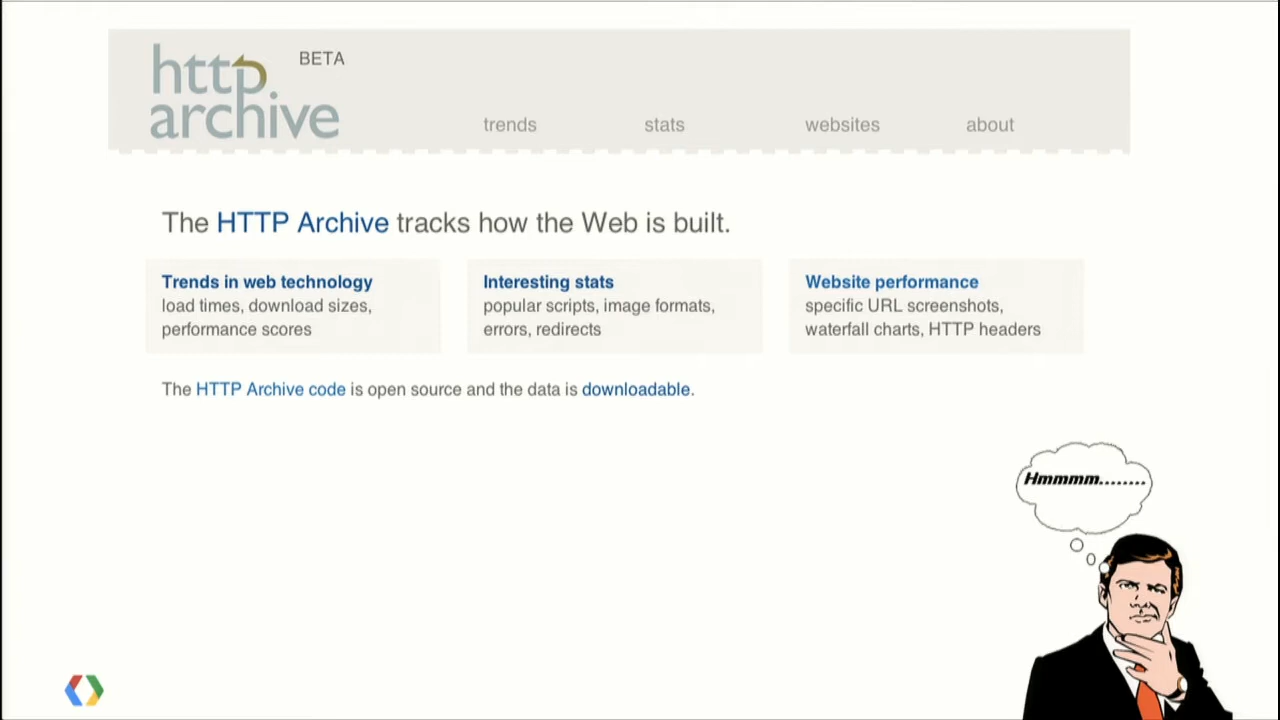 http archive
BETA
trends
stats
websites
about
The HTTP Archive tracks how the Web is built.
Trends in web technology
load times, download sizes,
performance scores
Interesting stats
popular scripts, image formats,
errors, redirects
Website performance
specific URL screenshots,
waterfall charts, HTTP headers
The HTTP Archive code is open source and the data is downloadable.
Hmmmm........